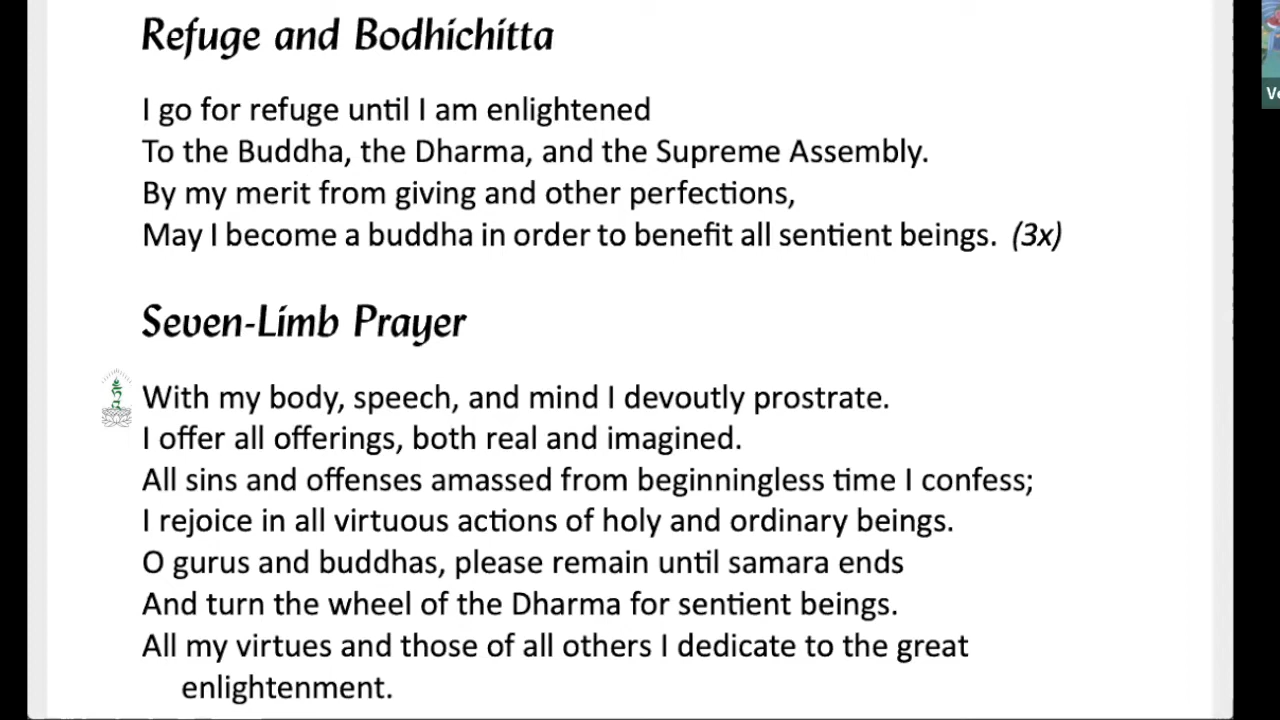 Refuge and Bodhichitta
I go for refuge until I am enlightened
To the Buddha, the Dharma, and the Supreme Assembly.
By my merit from giving and other perfections,
May I become a buddha in order to benefit all sentient beings. (3x)
Seven-Limb Prayer
With my body, speech, and mind I devoutly prostrate.
I offer all offerings, both real and imagined.
All sins and offenses amassed from beginningless time I confess;
I rejoice in all virtuous actions of holy and ordinary beings.
O gurus and buddhas, please remain until samara ends
And turn the wheel of the Dharma for sentient beings.
All my virtues and those of all others I dedicate to the great
enlightenment.